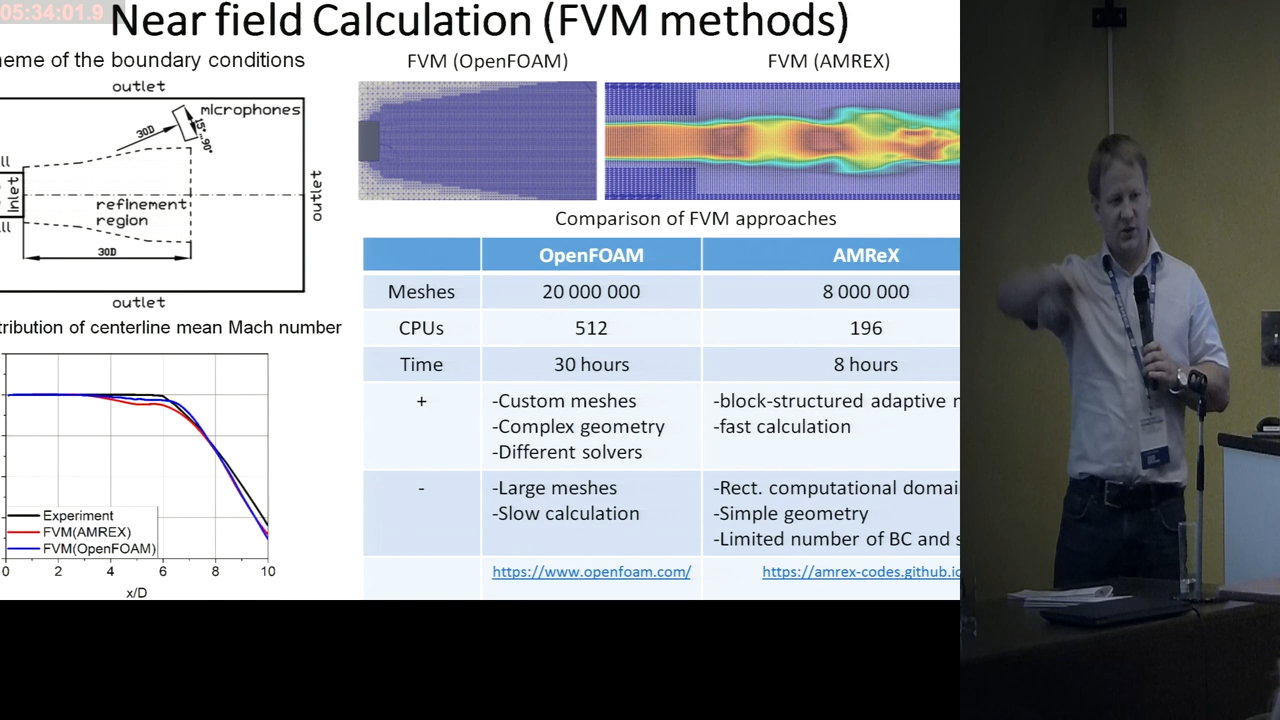 05:34:01.9
Near field Calculation (FVM methods)
eme of the boundary conditions
outlet
microphones
30D
15°..90°
ll
Inlet
ll
refinement
region
30D
outlet
outlet
tribution of centerline mean Mach number
Experiment
FVM(AMREX)
FVM(OpenFOAM)
0 2 4 6 8 10
x/D
FVM (OpenFOAM)
FVM (AMREX)
Comparison of FVM approaches
OpenFOAM AMReX
Meshes 20 000 000 8 000 000
CPUs 512 196
Time 30 hours 8 hours
+
-Custom meshes
-Complex geometry
-Different solvers
-block-structured adaptive
-fast calculation
-
-Large meshes
-Slow calculation
-Rect. computational domai
-Simple geometry
-Limited number of BC and s
https://www.openfoam.com/
https://amrex-codes.github.io